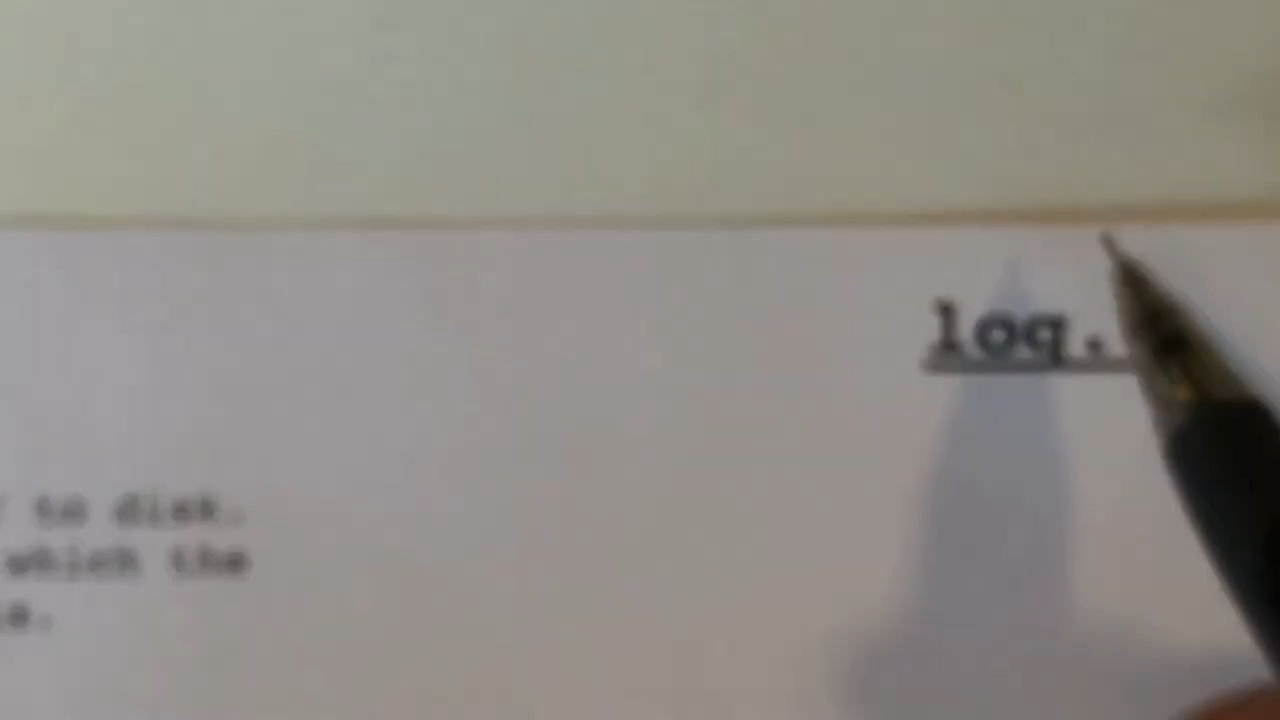 log.
to disk.
which the